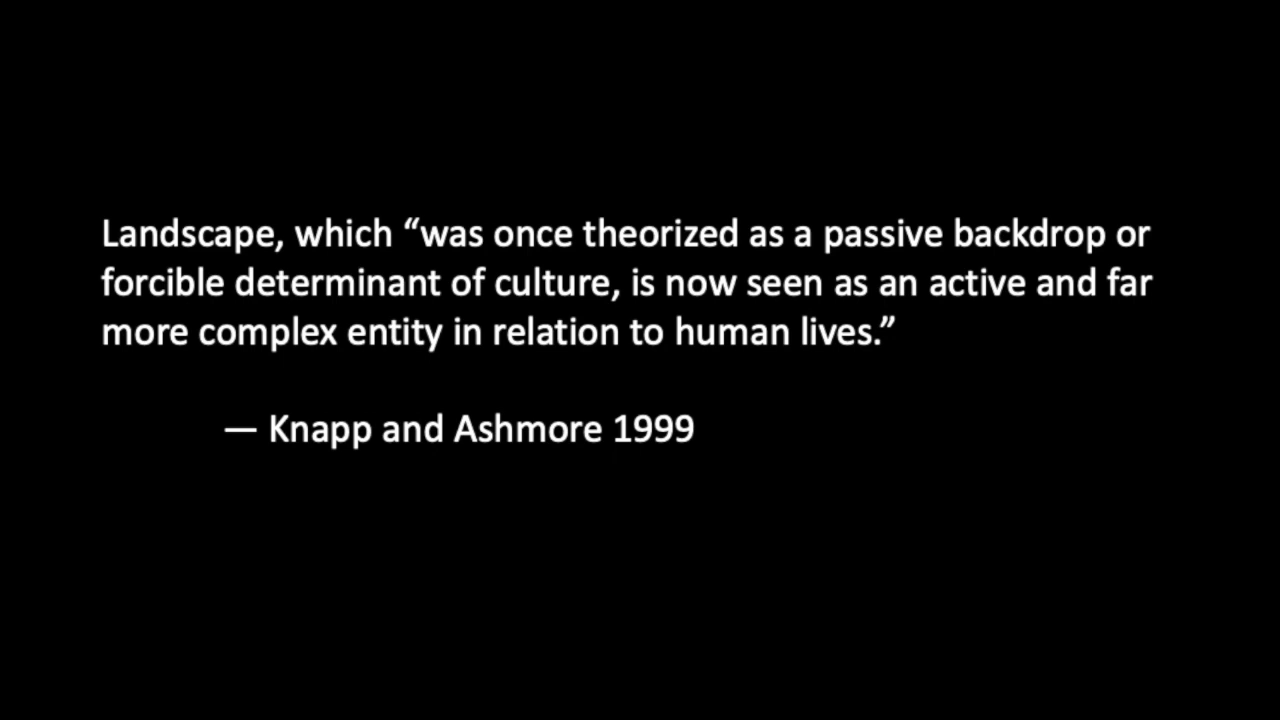 Landscape, which “was once theorized as a passive backdrop or
forcible determinant of culture, is now seen as an active and far
more complex entity in relation to human lives.”
— Knapp and Ashmore 1999